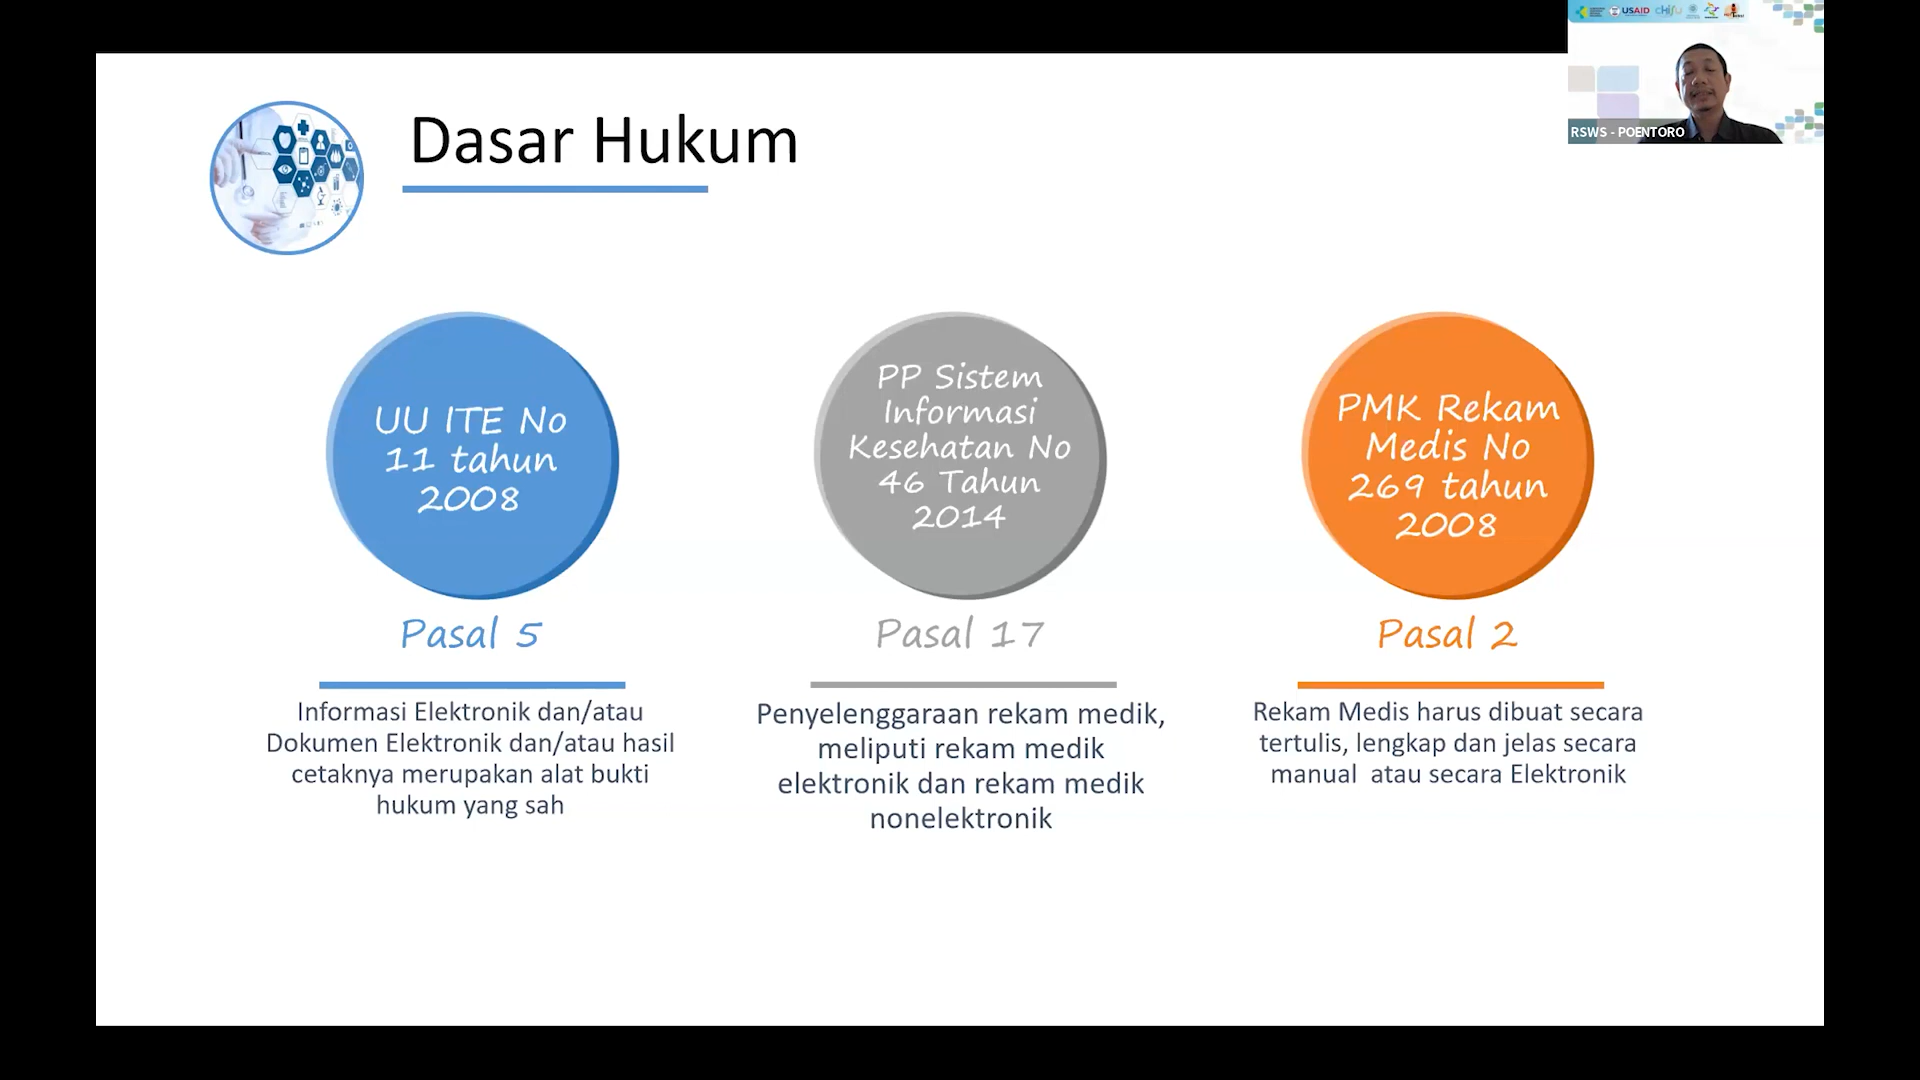 USAID
CHISU
RSWS - POENTORO
Dasar Hukum
UU ITE No
11 tahun
2008
Pasal 5
Informasi Elektronik dan/atau
Dokumen Elektronik dan/atau hasil
cetaknya merupakan alat bukti
hukum yang sah
PP Sistem
Informasi
Kesehatan No
46 Tahun
2014
Pasal 17
Penyelenggaraan rekam medik,
meliputi rekam medik
elektronik dan rekam medik
nonelektronik
PMK Rekam
Medis No
269 tahun
2008
Pasal 2
Rekam Medis harus dibuat secara
tertulis, lengkap dan jelas secara
manual  atau secara Elektronik